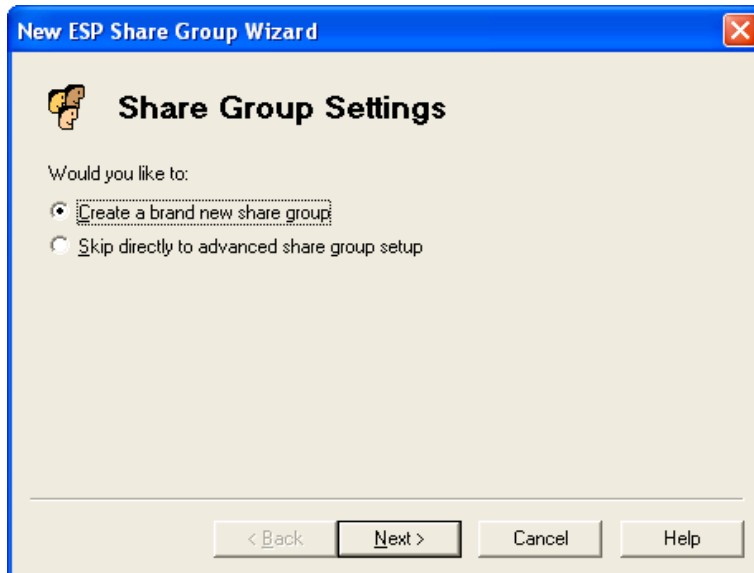 New ESP Share Group Wizard
Share Group Settings
Would you like to:
Create a brand new share group
Skip directly to advanced share group setup
< Back Next > Cancel Help